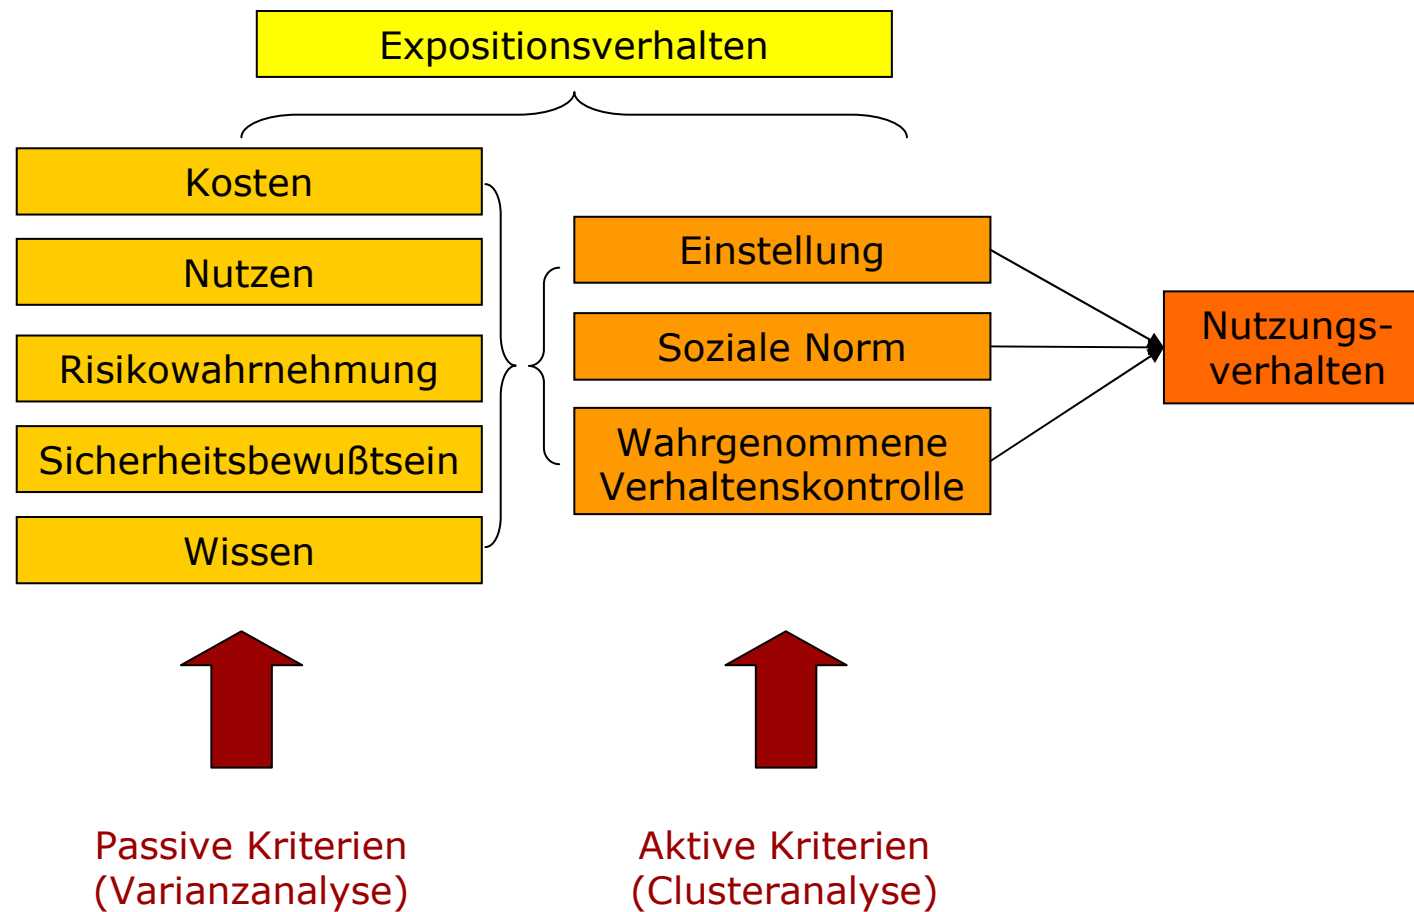 Expositionsverhalten
Kosten
Nutzen
Risikowahrnehmung
Sicherheitsbewußtsein
Wissen
Einstellung
Soziale Norm
Wahrgenommene
Verhaltenskontrolle
Nutzungs-
verhalten
Passive Kriterien
(Varianzanalyse)
Aktive Kriterien
(Clusteranalyse)